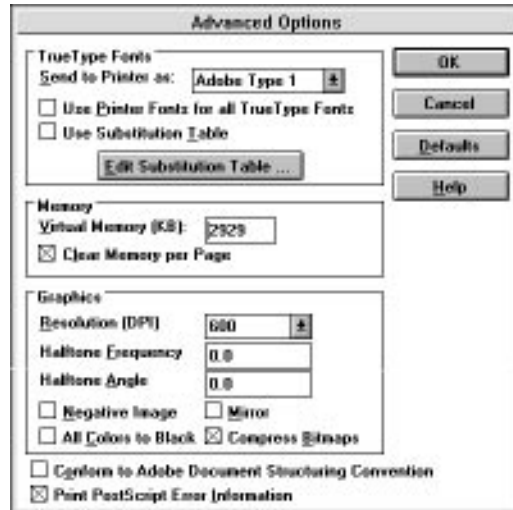 Advanced Options
TrueType Fonts
Send to Printer as: Adobe Type 1
Use Printer Fonts for all TrueType Fonts
Use Substitution Table
Edit Substitution Table ...
OK
Cancel
Defaults
Help
Memory
Virtual Memory (KB): 2929
Clear Memory per Page
Graphics
Resolution (DPI) 600
Halftone Frequency 0.0
Halftone Angle 0.0
Negative Image Mirror
All Colors to Black Compress Bitmaps
Conform to Adobe Document Structuring Convention
Print PostScript Error Information